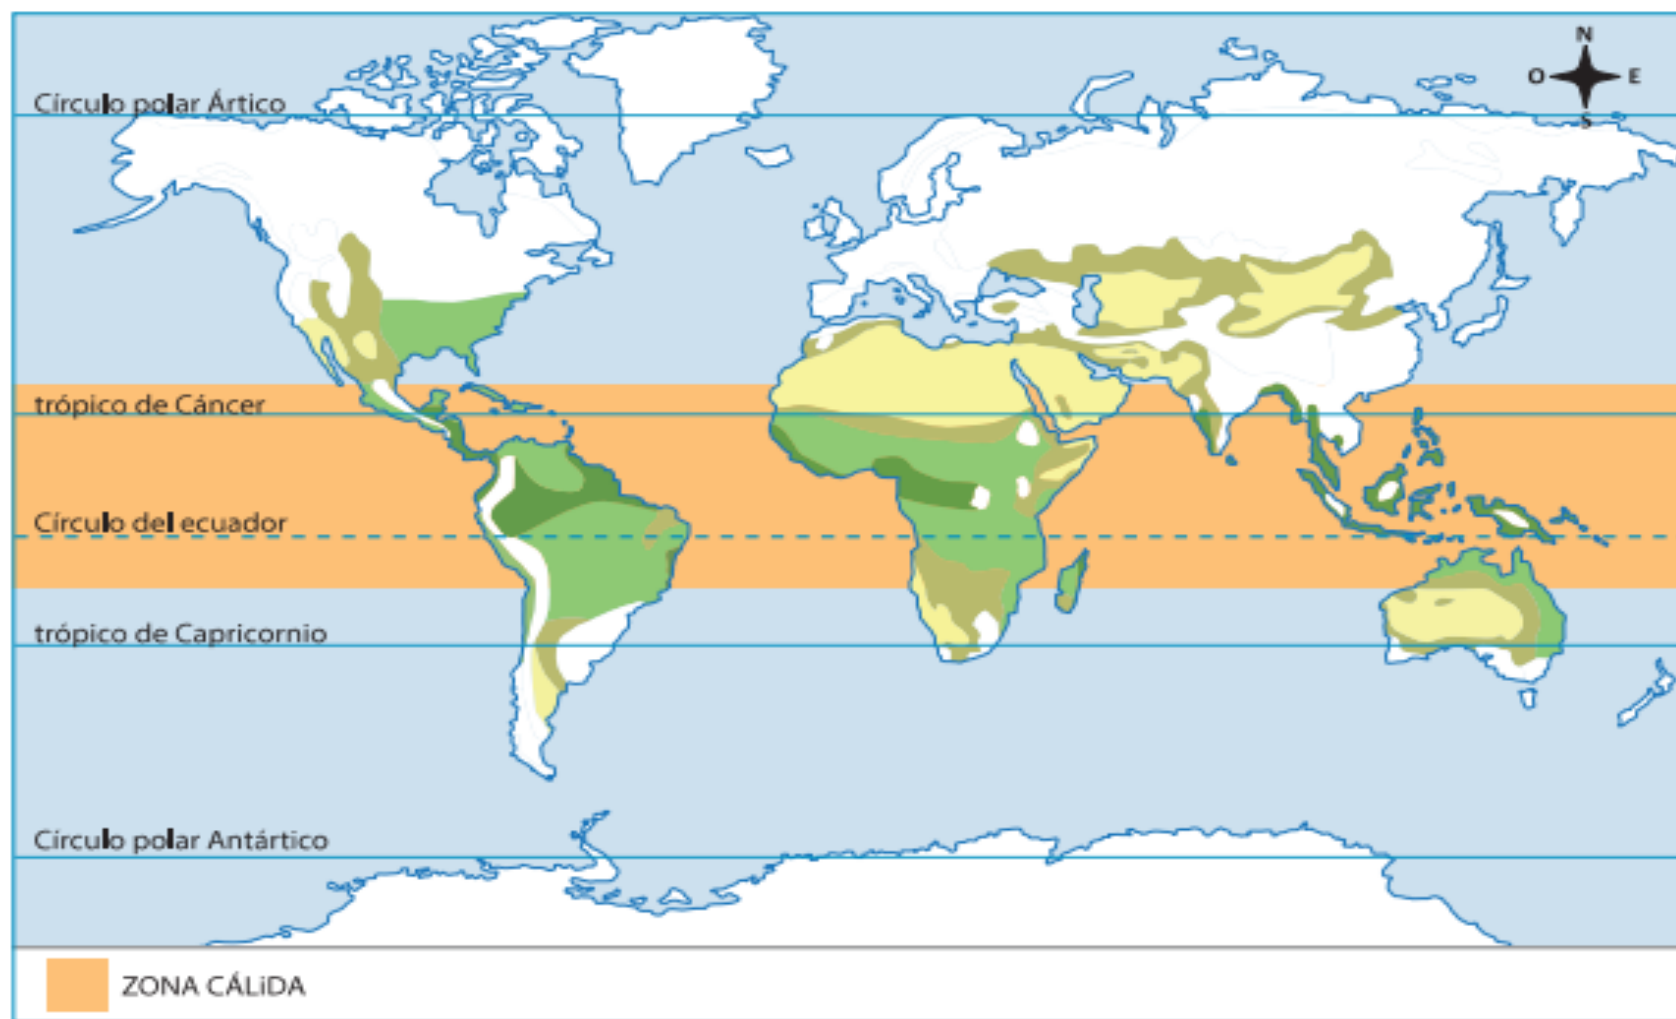 N
O E
S
Círculo polar Ártico
trópico de Cáncer
Círculo del ecuador
trópico de Capricornio
Círculo polar Antártico
ZONA CÁLiDA